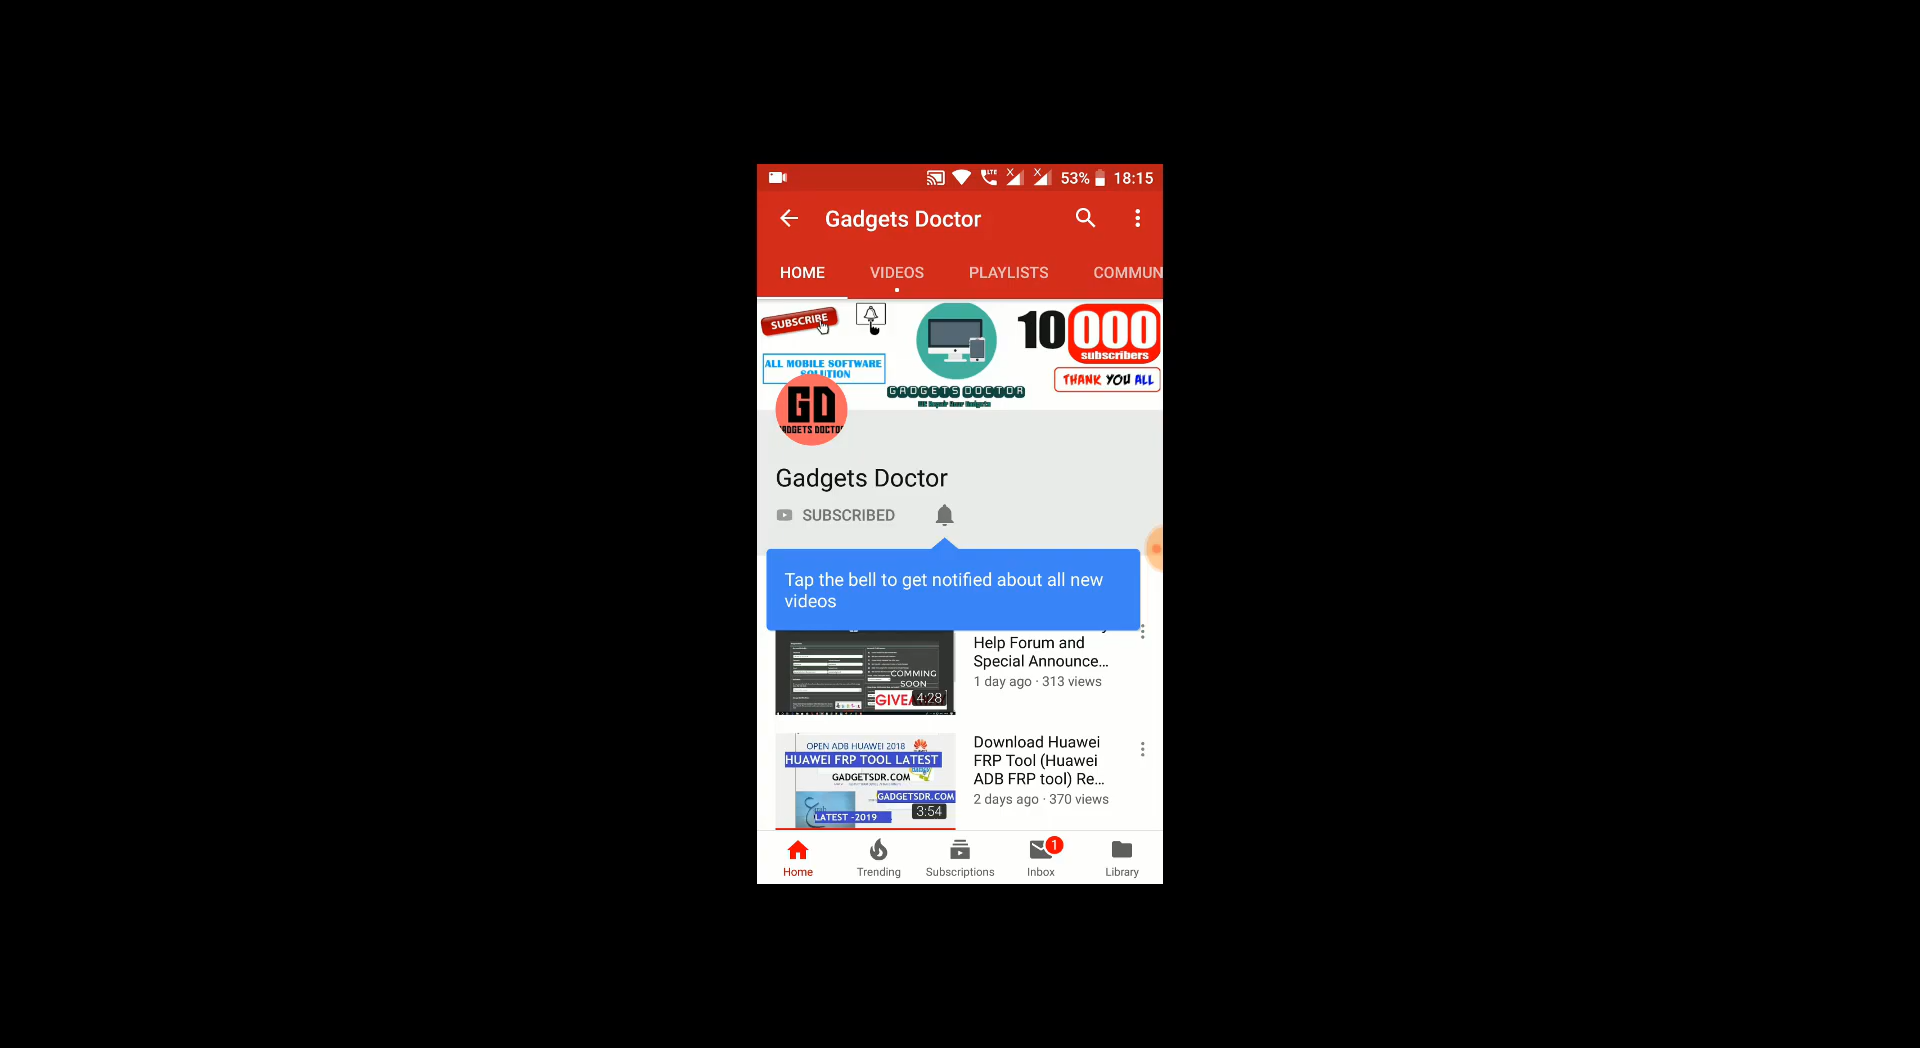 LTE X X 53% 18:15
Gadgets Doctor
HOME VIDEOS PLAYLISTS COMMUN
SUBSCRIBE
10000
subscribers
ALL MOBILE SOFTWARE
SOLUTION
THANK YOU ALL
GADGETS DOCTOR
GD
GADGETS DOCTOR
Gadgets Doctor
SUBSCRIBED
Tap the bell to get notified about all new
videos
Help Forum and
Special Announce...
1 day ago · 313 views
COMMING
SOON
GIVEA
4:28
OPEN ADB HUAWEI 2018
HUAWEI FRP TOOL LATEST
GADGETSDR.COM
GADGETSDR.COM
3:54
LATEST -2019
Download Huawei
FRP Tool (Huawei
ADB FRP tool) Re...
2 days ago · 370 views
1
Home Trending Subscriptions Inbox Library